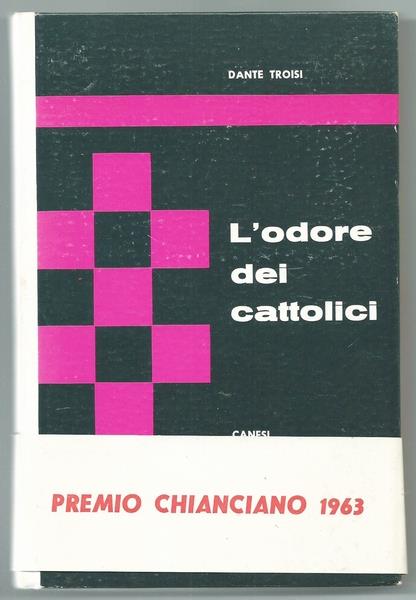 DANTE TROISI
L'odore
dei
cattolici
CANESI
PREMIO CHIANCIANO 1963